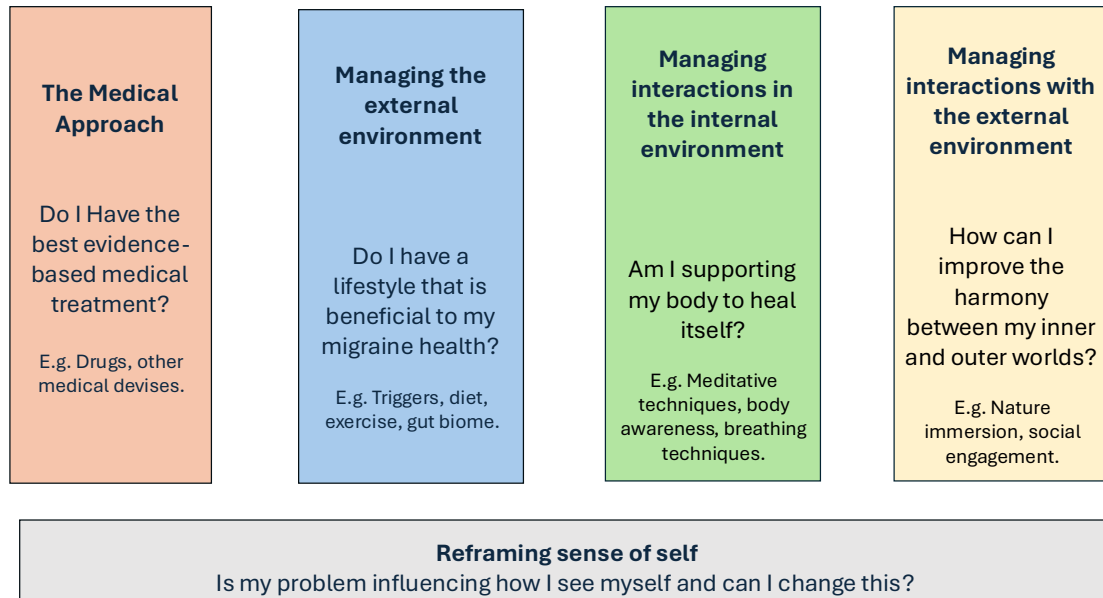 The Medical
Approach
Do I Have the
best evidence-
based medical
treatment?
E.g. Drugs, other
medical devises.
Managing the
external
environment
Do I have a
lifestyle that is
beneficial to my
migraine health?
E.g. Triggers, diet,
exercise, gut biome.
Managing
interactions in
the internal
environment
Am I supporting
my body to heal
itself?
E.g. Meditative
techniques, body
awareness, breathing
techniques.
Managing
interactions with
the external
environment
How can I
improve the
harmony
between my inner
and outer worlds?
E.g. Nature
immersion, social
engagement.
Reframing sense of self
Is my problem influencing how I see myself and can I change this?